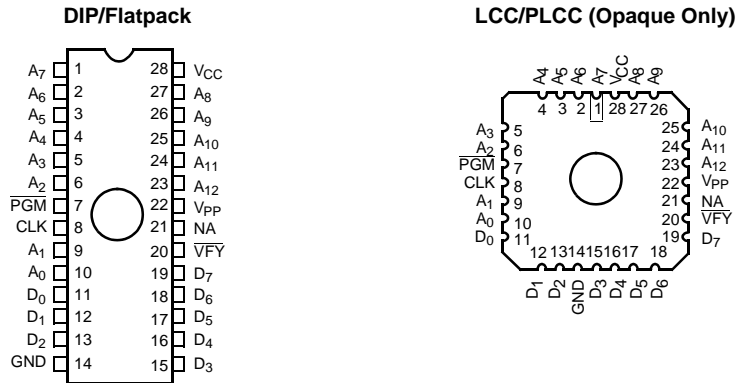 DIP/Flatpack
A7 1 28 VCC
A6 2 27 A8
A5 3 26 A9
A4 4 25 A10
A3 5 24 A11
A2 6 23 A12
PGM 7 22 VPP
CLK 8 21 NA
A1 9 20 VFY
A0 10 19 D7
D0 11 18 D6
D1 12 17 D5
D2 13 16 D4
GND 14 15 D3
LCC/PLCC (Opaque Only)
A4 A5 A6 A7 VCC A8 A9
4 3 2 1 28 27 26
A3 5 25 A10
A2 6 24 A11
PGM 7 23 A12
CLK 8 22 VPP
A1 9 21 NA
A0 10 20 VFY
D0 11 19 D7
12 13 14 15 16 17 18
D1 D2 GND D3 D4 D5 D6